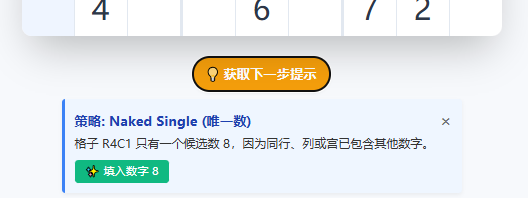 4 6 7 2
💡 获取下一步提示
策略: Naked Single (唯一数) ×
格子 R4C1 只有一个候选数 8，因为同行、列或宫已包含其他数字。
✨ 填入数字 8